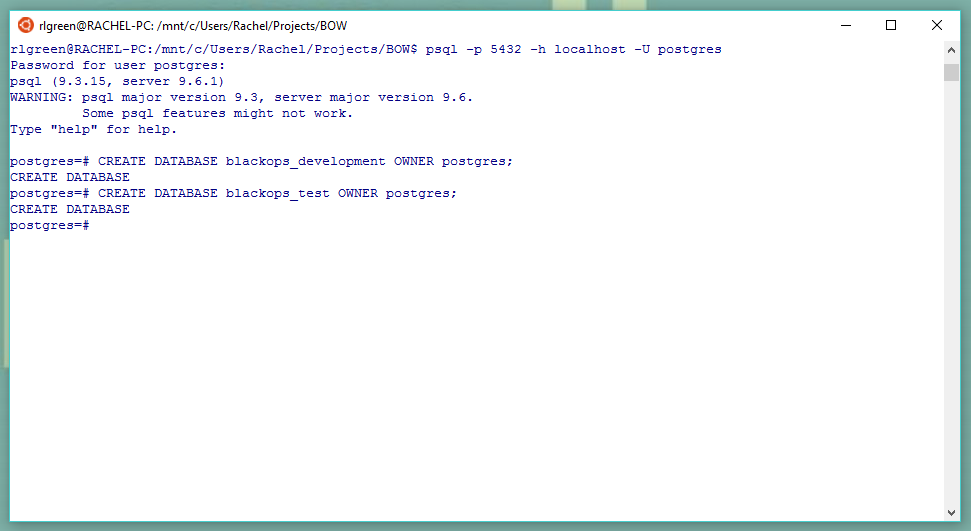 rlgreen@RACHEL-PC: /mnt/c/Users/Rachel/Projects/BOW
rlgreen@RACHEL-PC:/mnt/c/Users/Rachel/Projects/BOW$ psql -p 5432 -h localhost -U postgres
Password for user postgres:
psql (9.3.15, server 9.6.1)
WARNING: psql major version 9.3, server major version 9.6.
         Some psql features might not work.
Type "help" for help.

postgres=# CREATE DATABASE blackops_development OWNER postgres;
CREATE DATABASE
postgres=# CREATE DATABASE blackops_test OWNER postgres;
CREATE DATABASE
postgres=#